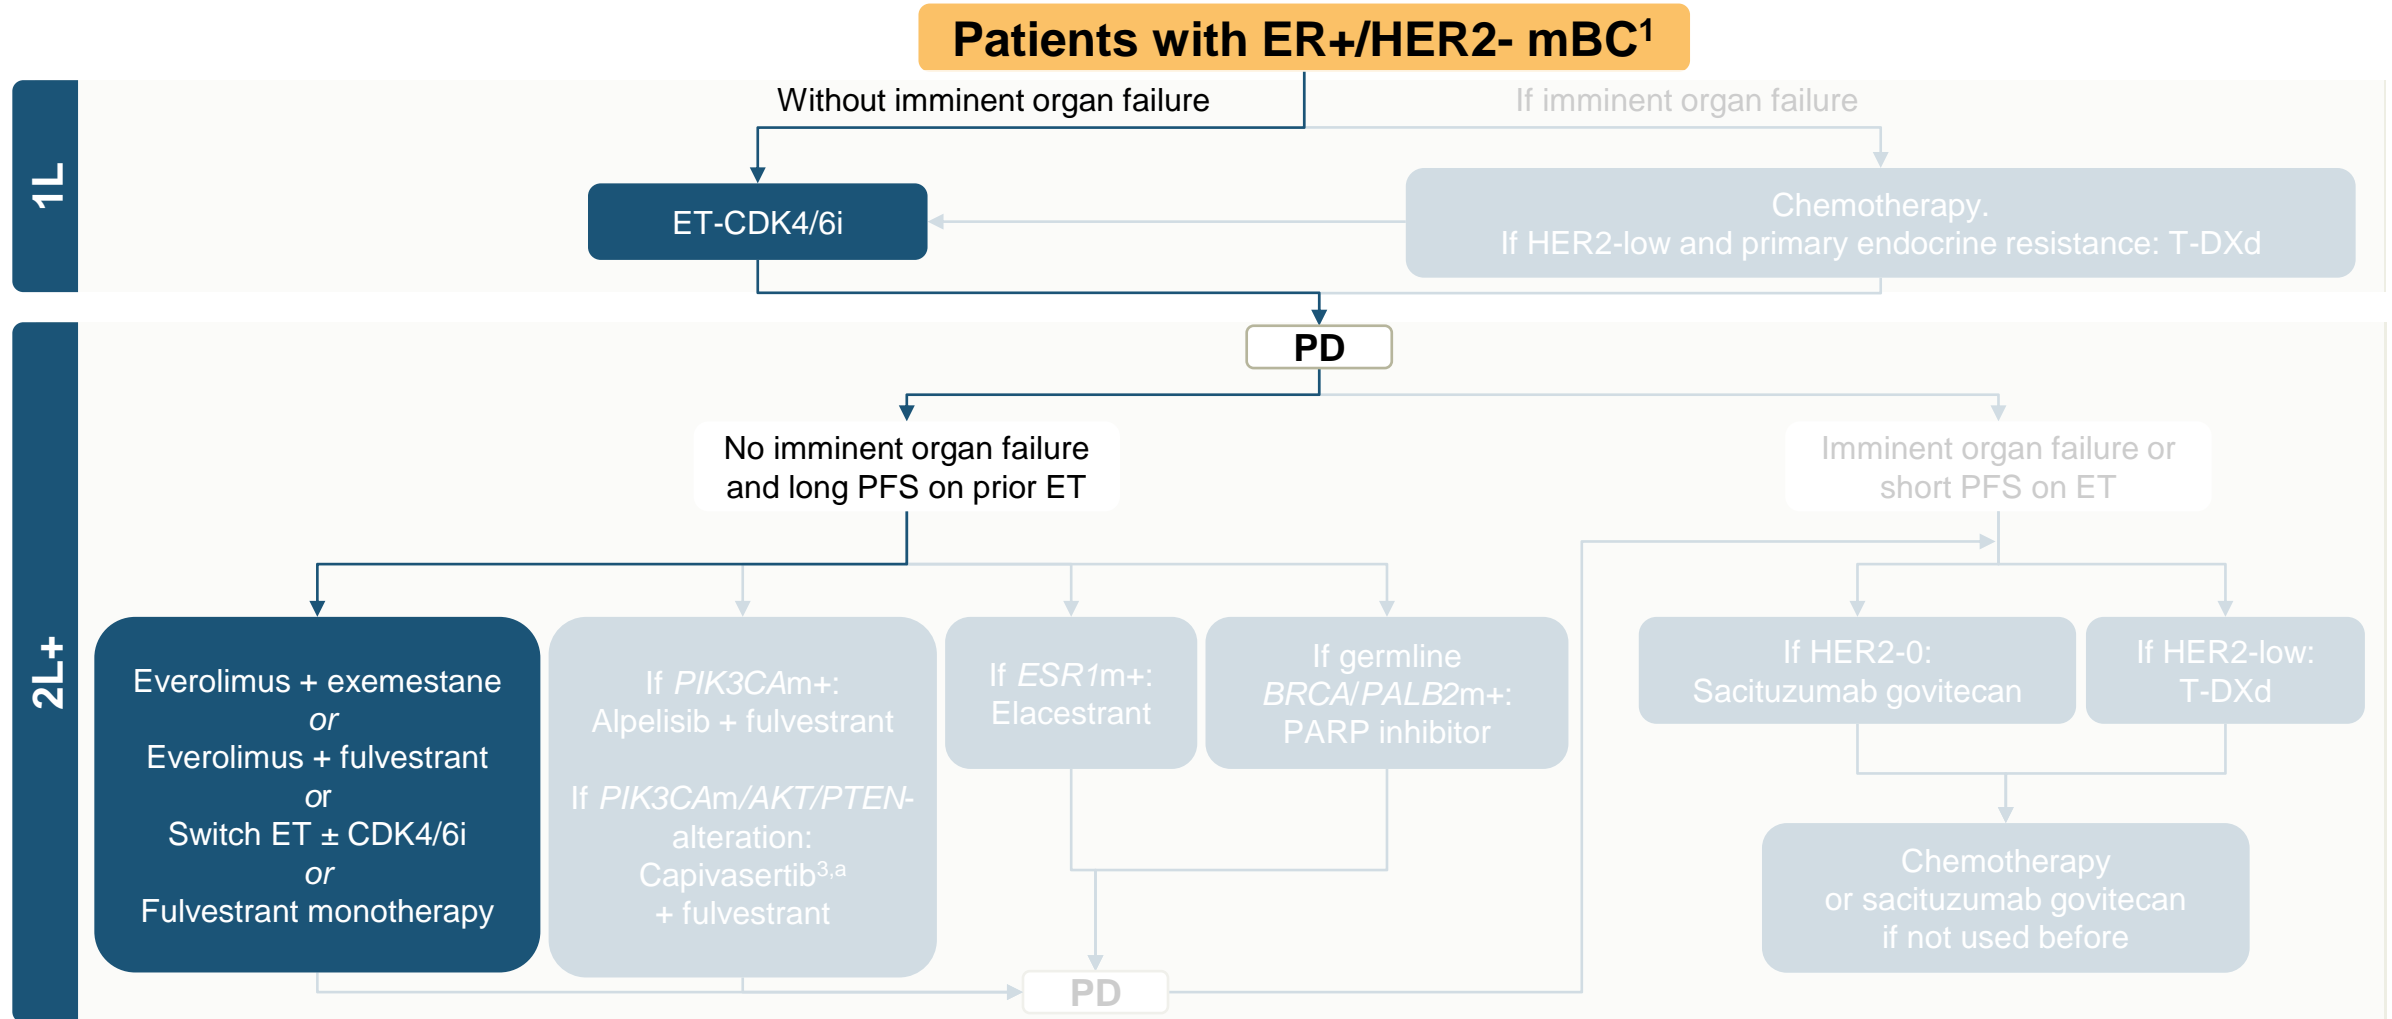 Patients with ER+/HER2- mBC1
Without imminent organ failure
If imminent organ failure
1L
ET-CDK4/6i
Chemotherapy.
If HER2-low and primary endocrine resistance: T-DXd
2L+
PD
No imminent organ failure
and long PFS on prior ET
Imminent organ failure or
short PFS on ET
Everolimus + exemestane
or
Everolimus + fulvestrant
or
Switch ET ± CDK4/6i
or
Fulvestrant monotherapy
If PIK3CAm+:
Alpelisib + fulvestrant
If PIK3CAm/AKT/PTEN-
alteration:
Capivasertib3,a
+ fulvestrant
If ESR1m+:
Elacestrant
If germline
BRCA/PALB2m+:
PARP inhibitor
If HER2-0:
Sacituzumab govitecan
If HER2-low:
T-DXd
Chemotherapy
or sacituzumab govitecan
if not used before
PD